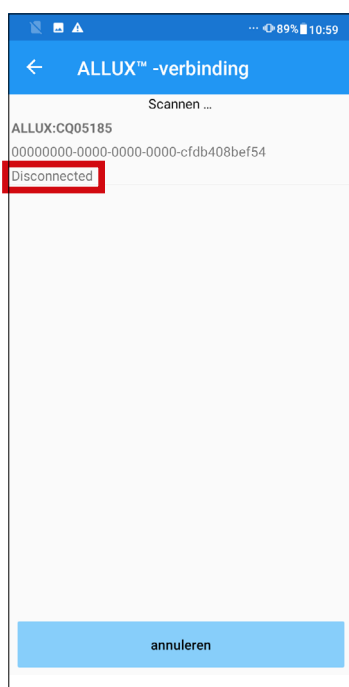 ... 89% 10:59
ALLUX™ -verbinding
Scannen ...
ALLUX:CQ05185
00000000-0000-0000-0000-cfdb408bef54
Disconnected
annuleren